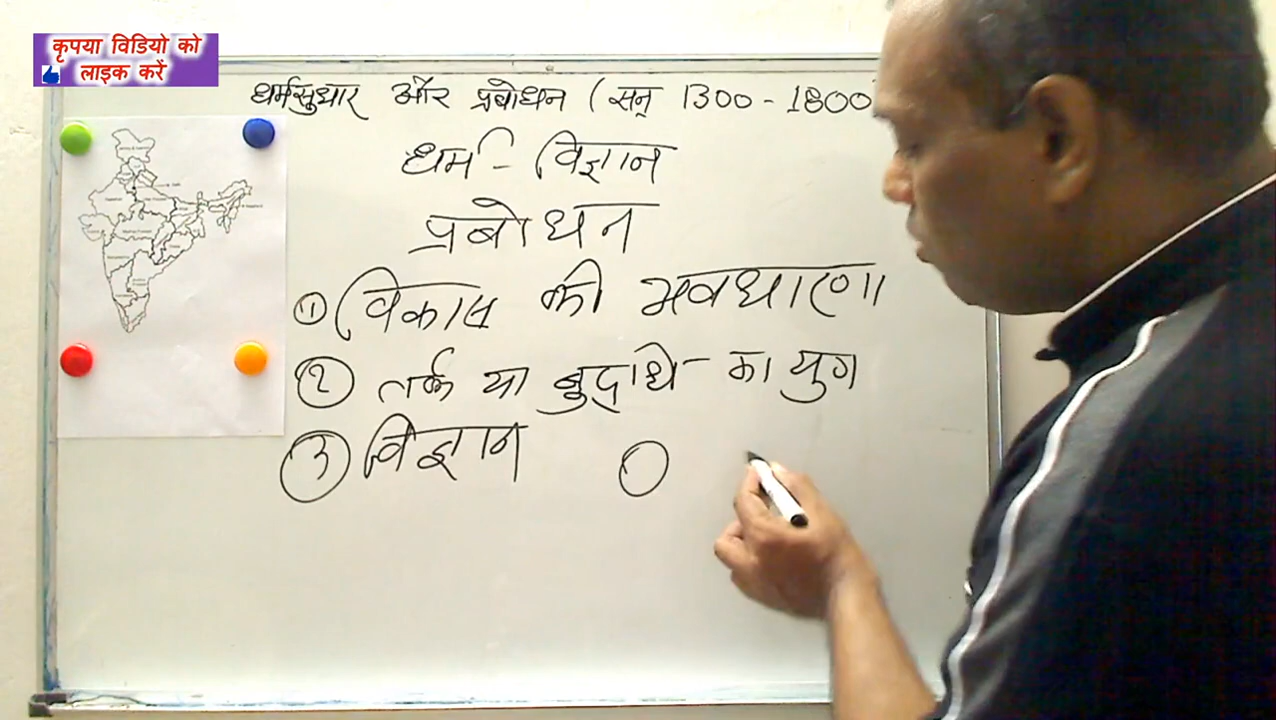 कृपया विडियो को
लाइक करें
धर्मसुधार और प्रबोधन (सन् 1300 - 1800
धर्म - विज्ञान
प्रबोधन
① विकास की अवधारणा
② तर्क या बुद्धि का युग
③ विज्ञान